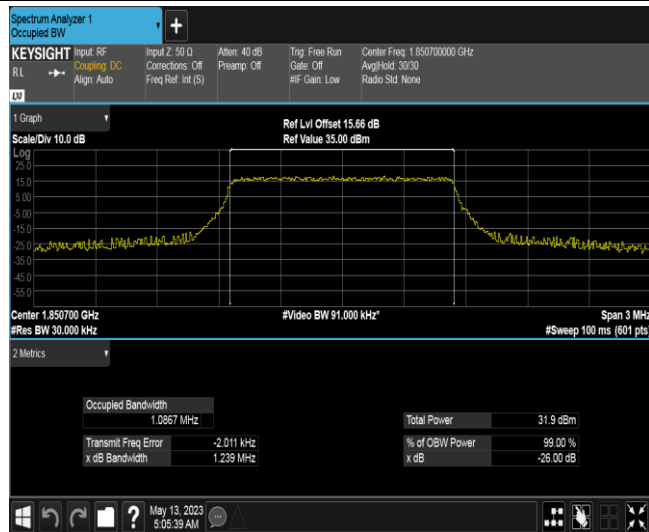 Spectrum Analyzer 1
Occupied BW
+
KEYSIGHT
RL
LXI
Input: RF
Coupling: DC
Align: Auto
Input Z: 50 Ω
Corrections: Off
Freq Ref: Int (S)
Atten: 40 dB
Preamp: Off
Trig: Free Run
Gate: Off
#IF Gain: Low
Center Freq: 1.850700000 GHz
Avg|Hold: 30/30
Radio Std: None
1 Graph
Scale/Div 10.0 dB
Ref Lvl Offset 15.66 dB
Ref Value 35.00 dBm
Log
25.0
15.0
5.00
-5.00
-15.0
-25.0
-35.0
-45.0
-55.0
Center 1.850700 GHz
#Res BW 30.000 kHz
#Video BW 91.000 kHz*
Span 3 MHz
#Sweep 100 ms (601 pts)
2 Metrics
Occupied Bandwidth
1.0867 MHz
Total Power 31.9 dBm
Transmit Freq Error -2.011 kHz
% of OBW Power 99.00 %
x dB Bandwidth 1.239 MHz
x dB -26.00 dB
?
May 13, 2023
5:05:39 AM